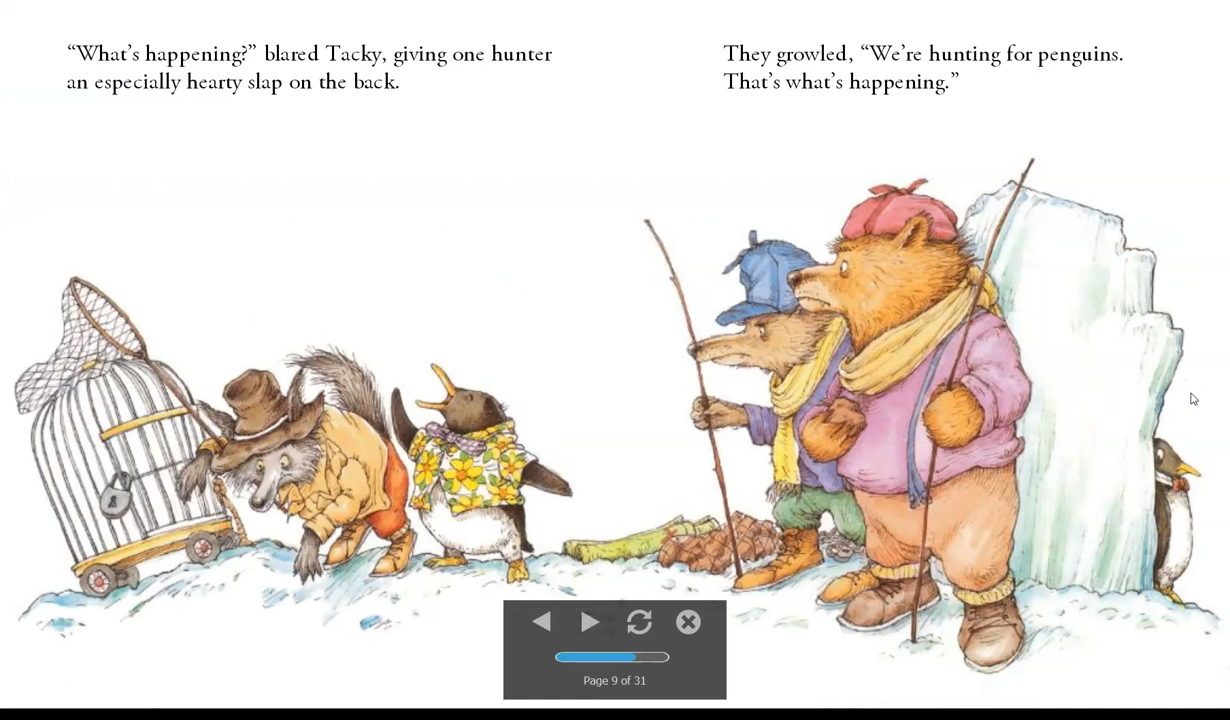 “What’s happening?” blared Tacky, giving one hunter
an especially hearty slap on the back.
They growled, “We’re hunting for penguins.
That’s what’s happening.”
Page 9 of 31